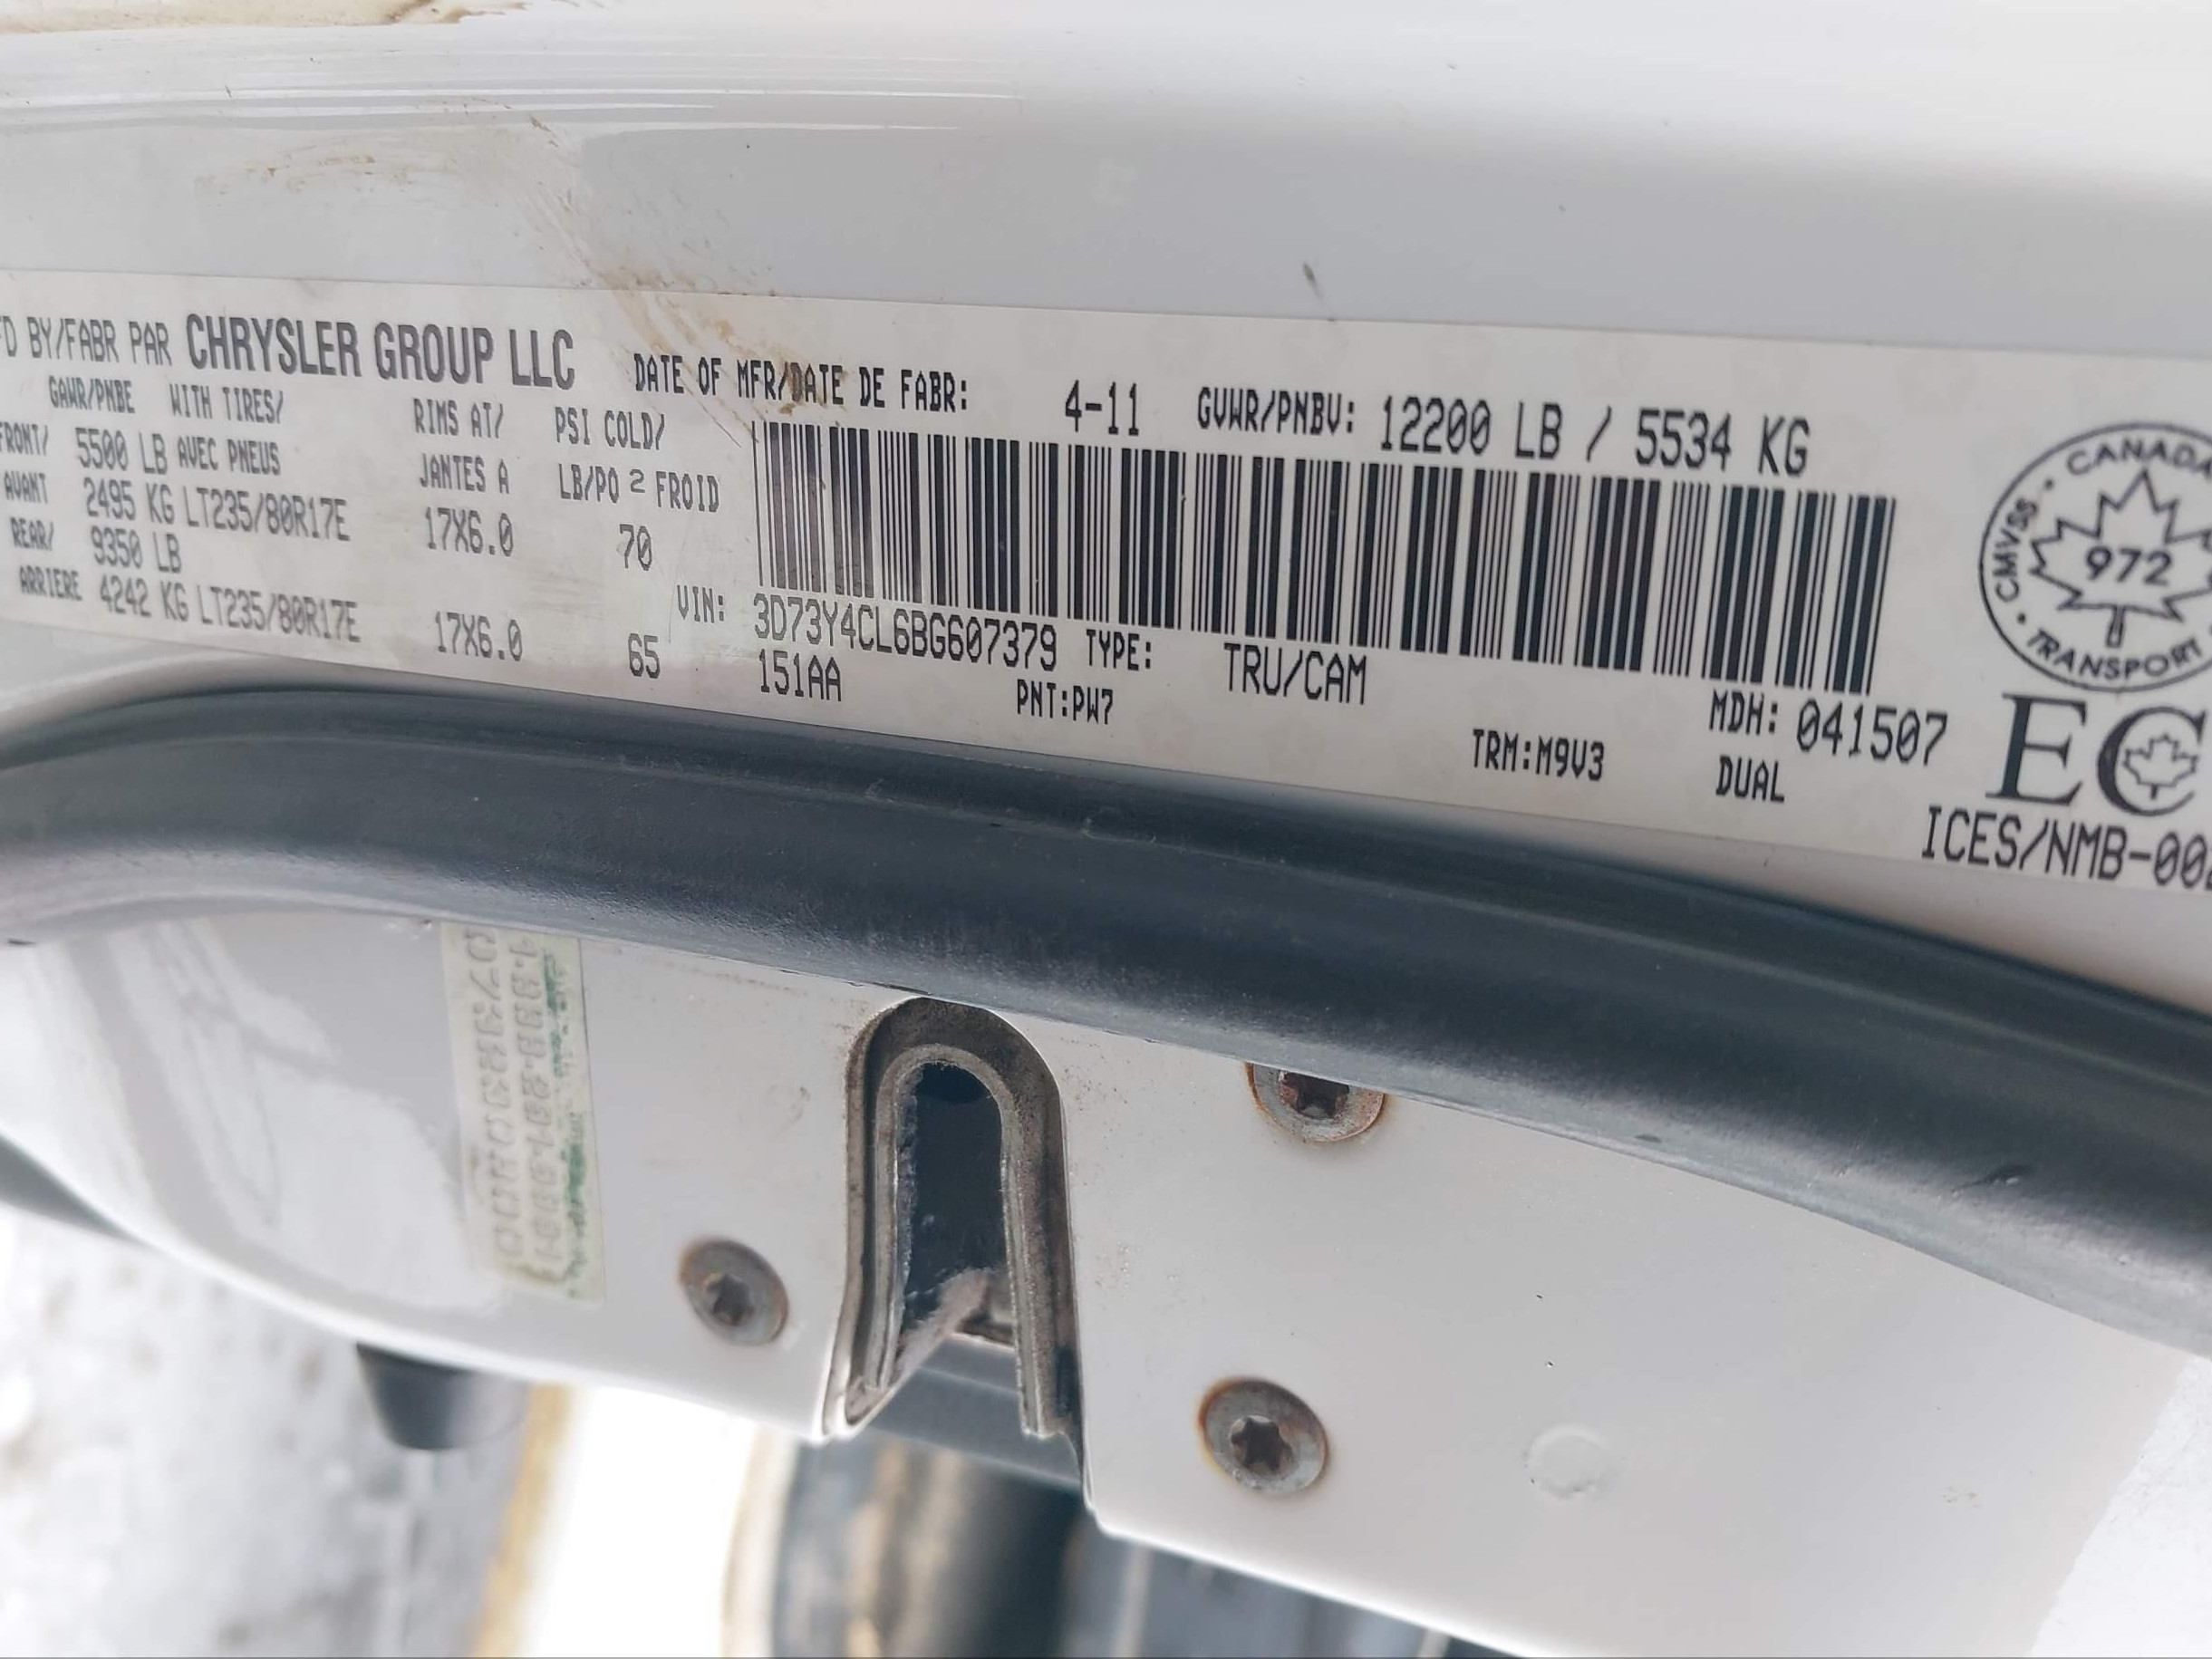 FD BY/FABR PAR CHRYSLER GROUP LLC DATE OF MFR/DATE DE FABR: 4-11 GVWR/PNBV: 12200 LB / 5534 KG
GAWR/PNBE WITH TIRES/ RIMS AT/ PSI COLD/
FRONT/ 5500 LB AVEC PNEUS JANTES A LB/PO 2 FROID
AVANT 2495 KG LT235/80R17E 17X6.0 70
REAR/ 9350 LB
ARRIERE 4242 KG LT235/80R17E 17X6.0 65
VIN: 3D73Y4CL6BG607379 TYPE: TRU/CAM MDH: 041507
151AA PNT:PW7 TRM:M9V3 DUAL
CANADA
CMVSS
972
TRANSPORT
EC
ICES/NMB-00